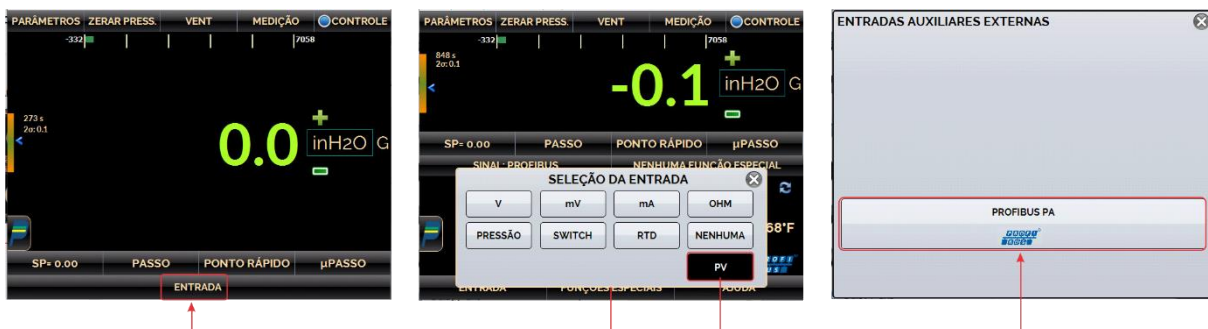 PARÂMETROS ZERAR PRESS. VENT MEDIÇÃO CONTROLE
-332 7058
273 s
2σ: 0.1
0.0 inH2O G
SP= 0.00 PASSO PONTO RÁPIDO µPASSO
ENTRADA
PARÂMETROS ZERAR PRESS. VENT MEDIÇÃO CONTROLE
-332 7058
848 s
2σ: 0.1
-0.1 inH2O G
SP= 0.00 PASSO PONTO RÁPIDO µPASSO
SINAL: PROFIBUS NENHUMA FUNÇÃO ESPECIAL
SELEÇÃO DA ENTRADA
V mV mA OHM
68°F
PRESSÃO SWITCH RTD NENHUMA
PV
ENTRADA FUNÇÕES ESPECIAIS AJUDA
ENTRADAS AUXILIARES EXTERNAS
PROFIBUS PA